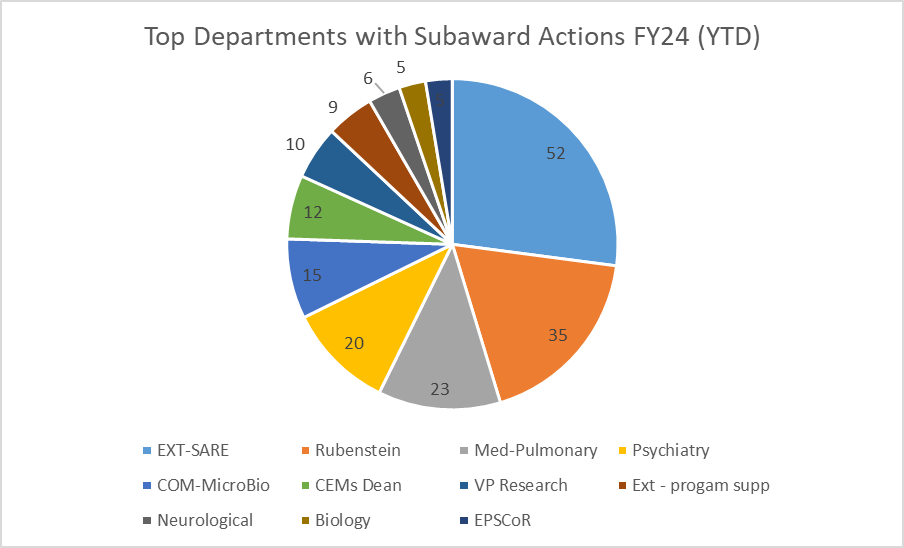 Top Departments with Subaward Actions FY24 (YTD)
5
6
9
52
10
12
15
35
20
23
EXT-SARE Rubenstein Med-Pulmonary Psychiatry
COM-MicroBio CEMs Dean VP Research Ext - progam supp
Neurological Biology EPSCoR